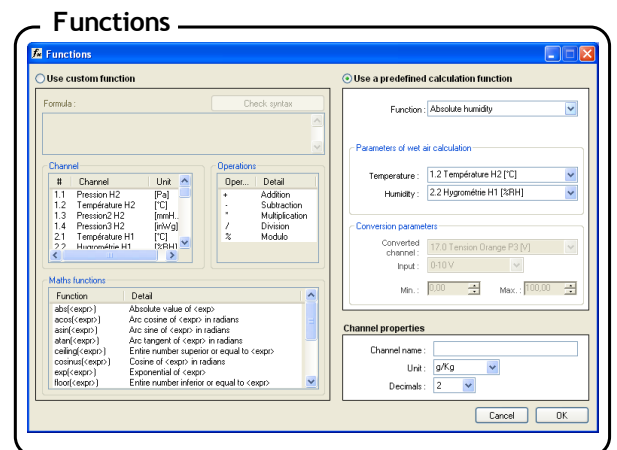 Functions
fx Functions
Use custom function
Formula :
Check syntax
Channel
# Channel Unit
1.1 Pression H2 [Pa]
1.2 Température H2 [°C]
1.3 Pression2 H2 [mmH..
1.4 Pression3 H2 [inWg]
2.1 Température H1 [°C]
2.2 Hygrométrie H1 [%RH]
Operations
Oper... Detail
+ Addition
- Subtraction
* Multiplication
/ Division
% Modulo
Maths functions
Function Detail
abs(<expr>) Absolute value of <exp>
acos(<expr>) Arc cosine of <expr> in radians
asin(<expr>) Arc sine of <expr> in radians
atan(<expr>) Arc tangent of <expr> in radians
ceiling(<expr>) Entire number superior or equal to <expr>
cosinus(<expr>) Cosine of <expr> in radians
exp(<expr>) Exponential of <expr>
floor(<expr>) Entire number inferior or equal to <expr>
Use a predefined calculation function
Function : Absolute humidity
Parameters of wet air calculation
Temperature : 1.2 Température H2 [°C]
Humidity : 2.2 Hygrométrie H1 [%RH]
Conversion parameters
Converted channel : 17.0 Tension Orange P3 [V]
Input : 0-10 V
Min. : 0,00 Max. : 100,00
Channel properties
Channel name :
Unit : g/Kg
Decimals : 2
Cancel OK